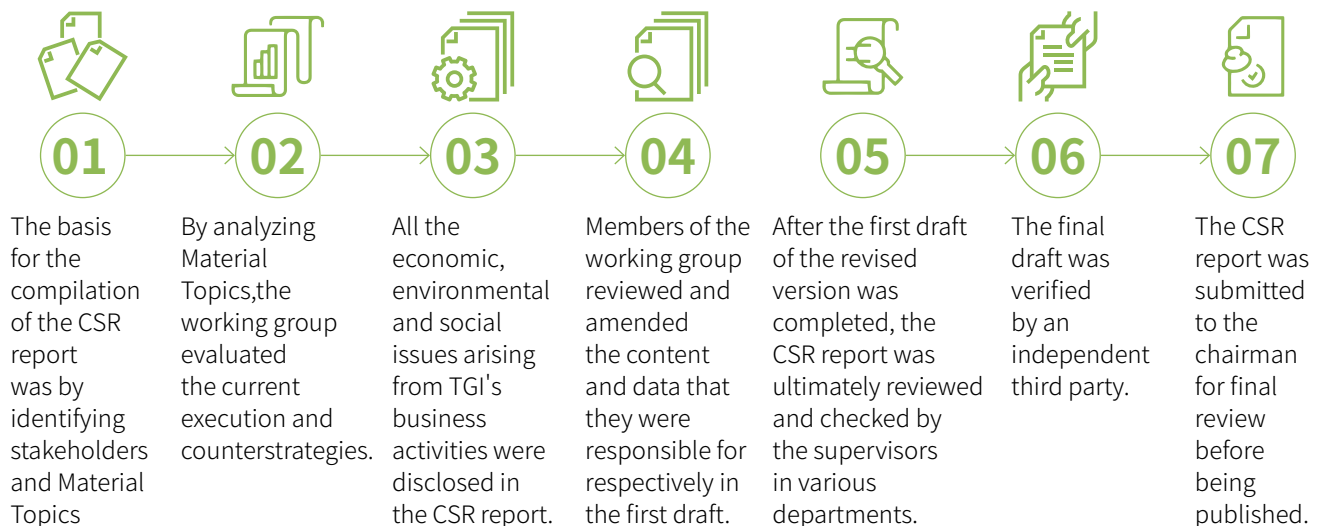 01
The basis
for the
compilation
of the CSR
report
was by
identifying
stakeholders
and Material
Topics
02
By analyzing
Material
Topics,the
working group
evaluated
the current
execution and
counterstrategies.
03
All the
economic,
environmental
and social
issues arising
from TGI's
business
activities were
disclosed in
the CSR report.
04
Members of the
working group
reviewed and
amended
the content
and data that
they were
responsible for
respectively in
the first draft.
05
After the first draft
of the revised
version was
completed, the
CSR report was
ultimately reviewed
and checked by
the supervisors
in various
departments.
06
The final
draft was
verified
by an
independent
third party.
07
The CSR
report was
submitted
to the
chairman
for final
review
before
being
published.